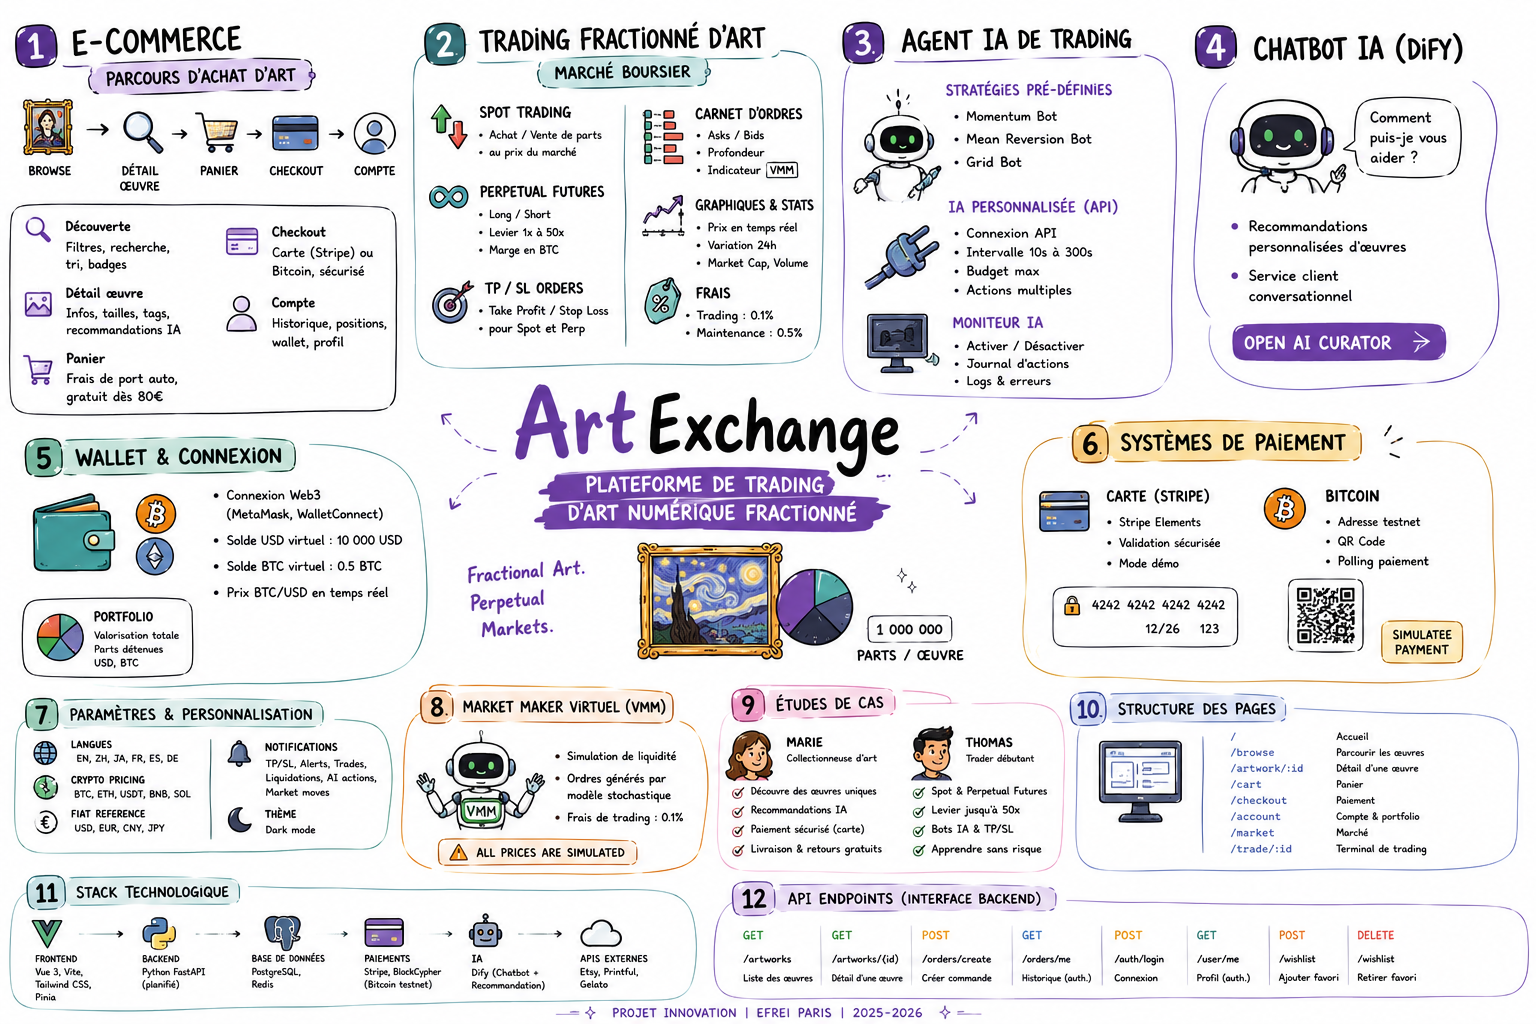 1 E-COMMERCE
PARCOURS D'ACHAT D'ART
BROWSE
DÉTAIL
ŒUVRE
PANIER
CHECKOUT
COMPTE
Découverte
Filtres, recherche,
tri, badges
Détail œuvre
Infos, tailles, tags,
recommandations IA
Panier
Frais de port auto,
gratuit dès 80€
Checkout
Carte (Stripe) ou
Bitcoin, sécurisé
Compte
Historique, positions,
wallet, profil
2. TRADING FRACTIONNÉ D'ART
MARCHÉ BOURSIER
SPOT TRADING
• Achat / Vente de parts
• au prix du marché
PERPETUAL FUTURES
• Long / Short
• Levier 1x à 50x
• Marge en BTC
TP / SL ORDERS
• Take Profit / Stop Loss
• pour Spot et Perp
CARNET D'ORDRES
• Asks / Bids
• Profondeur
• Indicateur VMM
GRAPHIQUES & STATS
• Prix en temps réel
• Variation 24h
• Market Cap, Volume
FRAIS
%
• Trading : 0.1%
• Maintenance : 0.5%
3. AGENT IA DE TRADING
STRATÉGIES PRÉ-DÉFINIES
• Momentum Bot
• Mean Reversion Bot
• Grid Bot
IA PERSONNALISÉE (API)
• Connexion API
• Intervalle 10s à 300s
• Budget max
• Actions multiples
MONITEUR IA
• Activer / Désactiver
• Journal d'actions
• Logs & erreurs
4 CHATBOT IA (DiFY)
Comment
puis-je vous
aider ?
• Recommandations
personnalisées d'œuvres
• Service client
conversationnel
OPEN AI CURATOR
Art Exchange
PLATEFORME DE TRADING
D'ART NUMÉRIQUE FRACTIONNÉ
Fractional Art.
Perpetual
Markets.
1 000 000
PARTS / ŒUVRE
5 WALLET & CONNEXION
• Connexion Web3
(MetaMask, WalletConnect)
• Solde USD virtuel : 10 000 USD
• Solde BTC virtuel : 0.5 BTC
• Prix BTC/USD en temps réel
PORTFOLIO
Valorisation totale
Parts détenues
USD, BTC
6. SYSTÈMES DE PAIEMENT
CARTE (STRIPE)
• Stripe Elements
• Validation sécurisée
• Mode démo
4242 4242 4242 4242
12/26 123
BITCOIN
• Adresse testnet
• QR Code
• Polling paiement
SIMULATEE
PAYMENT
7 PARAMÈTRES & PERSONNALISATION
LANGUES
EN, ZH, JA, FR, ES, DE
CRYPTO PRICING
BTC, ETH, USDT, BNB, SOL
€
FIAT REFERENCE
USD, EUR, CNY, JPY
NOTIFICATIONS
TP/SL, Alerts, Trades,
Liquidations, AI actions,
Market moves
THÈME
Dark mode
8. MARKET MAKER VIRTUEL (VMM)
VMM
• Simulation de liquidité
• Ordres générés par
modèle stochastique
• Frais de trading : 0.1%
ALL PRICES ARE SIMULATED
9 ÉTUDES DE CAS
MARIE
Collectionneuse d'art
Découvre des œuvres uniques
Recommandations IA
Paiement sécurisé (carte)
Livraison & retours gratuits
THOMAS
Trader débutant
Spot & Perpetual Futures
Levier jusqu'à 50x
Bots IA & TP/SL
Apprendre sans risque
10. STRUCTURE DES PAGES
/ Accueil
/browse Parcourir les œuvres
/artwork/:id Détail d'une œuvre
/cart Panier
/checkout Paiement
/account Compte & portfolio
/market Marché
/trade/:id Terminal de trading
11 STACK TECHNOLOGIQUE
FRONTEND
Vue 3, Vite,
Tailwind CSS,
Pinia
BACKEND
Python FastAPI
(planifié)
BASE DE DONNÉES
PostgreSQL,
Redis
PAIEMENTS
Stripe, BlockCypher
(Bitcoin testnet)
IA
Dify (Chatbot +
Recommandation)
APIS EXTERNES
Etsy, Printful,
Gelato
12 API ENDPOINTS (INTERFACE BACKEND)
GET
/artworks
Liste des œuvres
GET
/artworks/{id)
Détail d'une œuvre
POST
/orders/create
Créer commande
GET
/orders/me
Historique (auth.)
POST
/auth/login
Connexion
GET
/user/me
Profil (auth.)
POST
/wishlist
Ajouter favori
DELETE
/wishlist
Retirer favori
PROJET INNOVATION | EFREI PARIS | 2025-2026